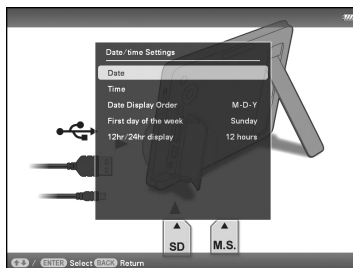 Date/time Settings
Date
Time
Date Display Order M-D-Y
First day of the week Sunday
12hr/24hr display 12 hours
SD M.S.
/ ENTER Select BACK Return